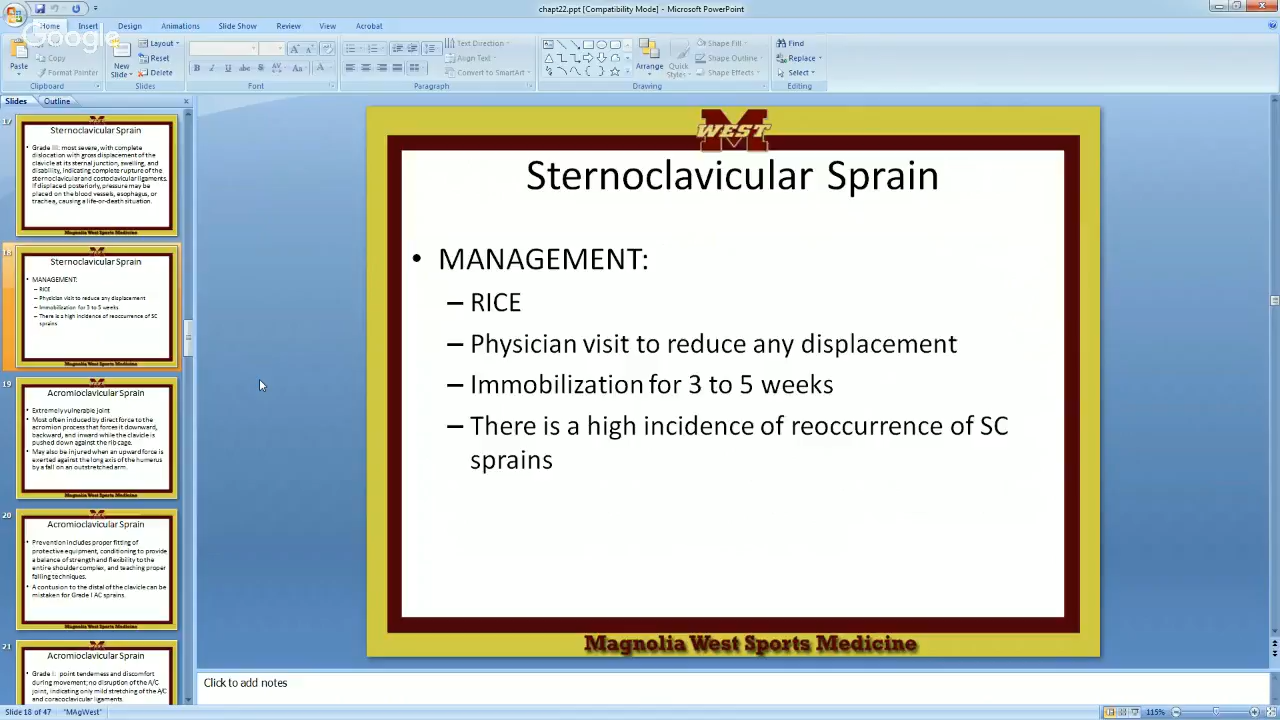 chapt22.ppt [Compatibility Mode] - Microsoft PowerPoint
Home Insert Design Animations Slide Show Review View Acrobat
Google
Paste
Copy
Format Painter
Clipboard
New Slide
Layout
Reset
Delete
Slides
Font
Text Direction
Align Text
Convert to SmartArt
Paragraph
Arrange
Quick Styles
Shape Fill
Shape Outline
Shape Effects
Drawing
Find
Replace
Select
Editing
Slides Outline
17
Sternoclavicular Sprain
• Grade III: most severe, with complete
dislocation with gross displacement of the
clavicle at its sternal junction, swelling, and
disability, indicating complete rupture of the
sternoclavicular and costoclavicular ligaments.
If displaced posteriorly, pressure may be
placed on the blood vessels, esophagus, or
trachea, causing a life-or-death situation.
Magnolia West Sports Medicine
18
Sternoclavicular Sprain
• MANAGEMENT:
– RICE
– Physician visit to reduce any displacement
– Immobilization for 3 to 5 weeks
– There is a high incidence of reoccurrence of SC
sprains
Magnolia West Sports Medicine
19
Acromioclavicular Sprain
• Extremely vulnerable joint
• Most often induced by direct force to the
acromion process that forces it downward,
backward, and inward while the clavicle is
pushed down against the rib cage.
• May also be injured when an upward force is
exerted against the long axis of the humerus
by a fall on an outstretched arm.
Magnolia West Sports Medicine
20
Acromioclavicular Sprain
• Prevention includes proper fitting of
protective equipment, conditioning to provide
a balance of strength and flexibility to the
entire shoulder complex, and teaching proper
falling techniques.
• A contusion to the distal of the clavicle can be
mistaken for Grade I AC sprains.
Magnolia West Sports Medicine
21
Acromioclavicular Sprain
• Grade I: point tenderness and discomfort
during movement; no disruption of the A/C
joint, indicating only mild stretching of the A/C
and coracoclavicular ligaments.
M
WEST
Sternoclavicular Sprain
• MANAGEMENT:
– RICE
– Physician visit to reduce any displacement
– Immobilization for 3 to 5 weeks
– There is a high incidence of reoccurrence of SC
sprains
Magnolia West Sports Medicine
Click to add notes
Slide 18 of 47 "MAgWest" 115%